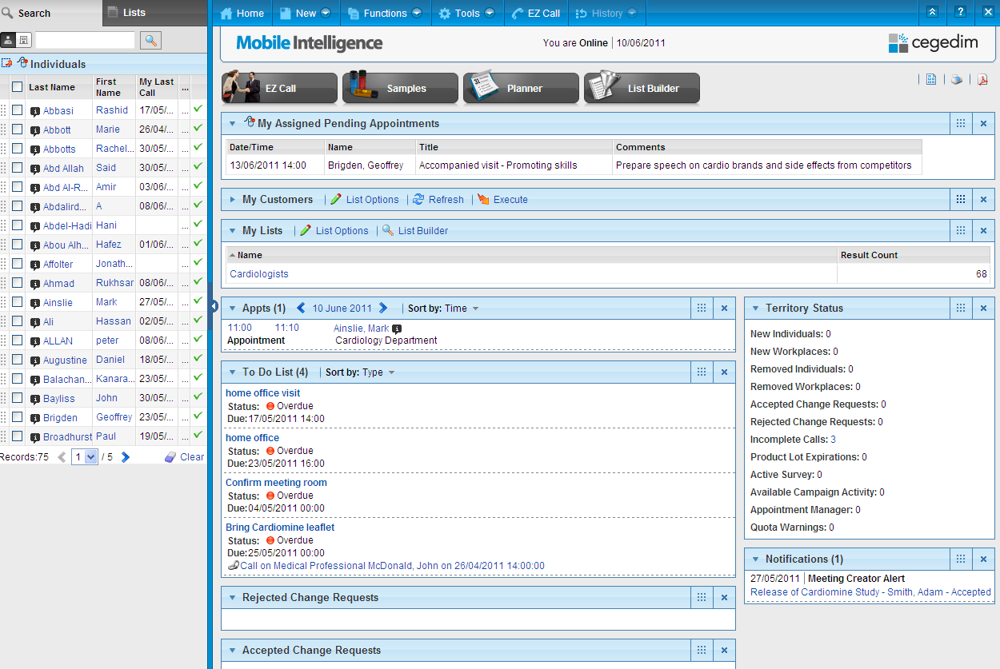 Search Lists
Home New Functions Tools EZ Call History ?
Mobile Intelligence You are Online 10/06/2011 cegedim
Individuals
Last Name First Name My Last Call ...
Abbasi Rashid 17/05/... ...
Abbott Marie 26/04/... ...
Abbotts Rachel... 30/05/... ...
Abd Allah Said 30/05/... ...
Abd Al-R... Amir 03/06/... ...
Abdalird... A 08/06/... ...
Abdel-Hadi Hani ...
Abou Alh... Hafez 01/06/... ...
Affolter Jonath... ...
Ahmad Rukhsar 08/06/... ...
Ainslie Mark 27/05/... ...
Ali Hassan 02/05/... ...
ALLAN peter 08/06/... ...
Augustine Daniel 18/05/... ...
Balachan... Kanara... 23/05/... ...
Bayliss John 30/05/... ...
Brigden Geoffrey 23/05/... ...
Broadhurst Paul 19/05/... ...
Records:75 1 / 5 Clear
EZ Call Samples Planner List Builder
My Assigned Pending Appointments
Date/Time Name Title Comments
13/06/2011 14:00 Brigden, Geoffrey Accompanied visit - Promoting skills Prepare speech on cardio brands and side effects from competitors
My Customers List Options Refresh Execute
My Lists List Options List Builder
Name Result Count
Cardiologists 68
Appts (1) 10 June 2011 Sort by: Time
11:00 11:10 Ainslie, Mark
Appointment Cardiology Department
To Do List (4) Sort by: Type
home office visit
Status: Overdue
Due:17/05/2011 14:00
home office
Status: Overdue
Due:23/05/2011 16:00
Confirm meeting room
Status: Overdue
Due:04/05/2011 00:00
Bring Cardiomine leaflet
Status: Overdue
Due:25/05/2011 00:00
Call on Medical Professional McDonald, John on 26/04/2011 14:00:00
Rejected Change Requests
Accepted Change Requests
Territory Status
New Individuals: 0
New Workplaces: 0
Removed Individuals: 0
Removed Workplaces: 0
Accepted Change Requests: 0
Rejected Change Requests: 0
Incomplete Calls: 3
Product Lot Expirations: 0
Active Survey: 0
Available Campaign Activity: 0
Appointment Manager: 0
Quota Warnings: 0
Notifications (1)
27/05/2011 Meeting Creator Alert
Release of Cardiomine Study - Smith, Adam - Accepted